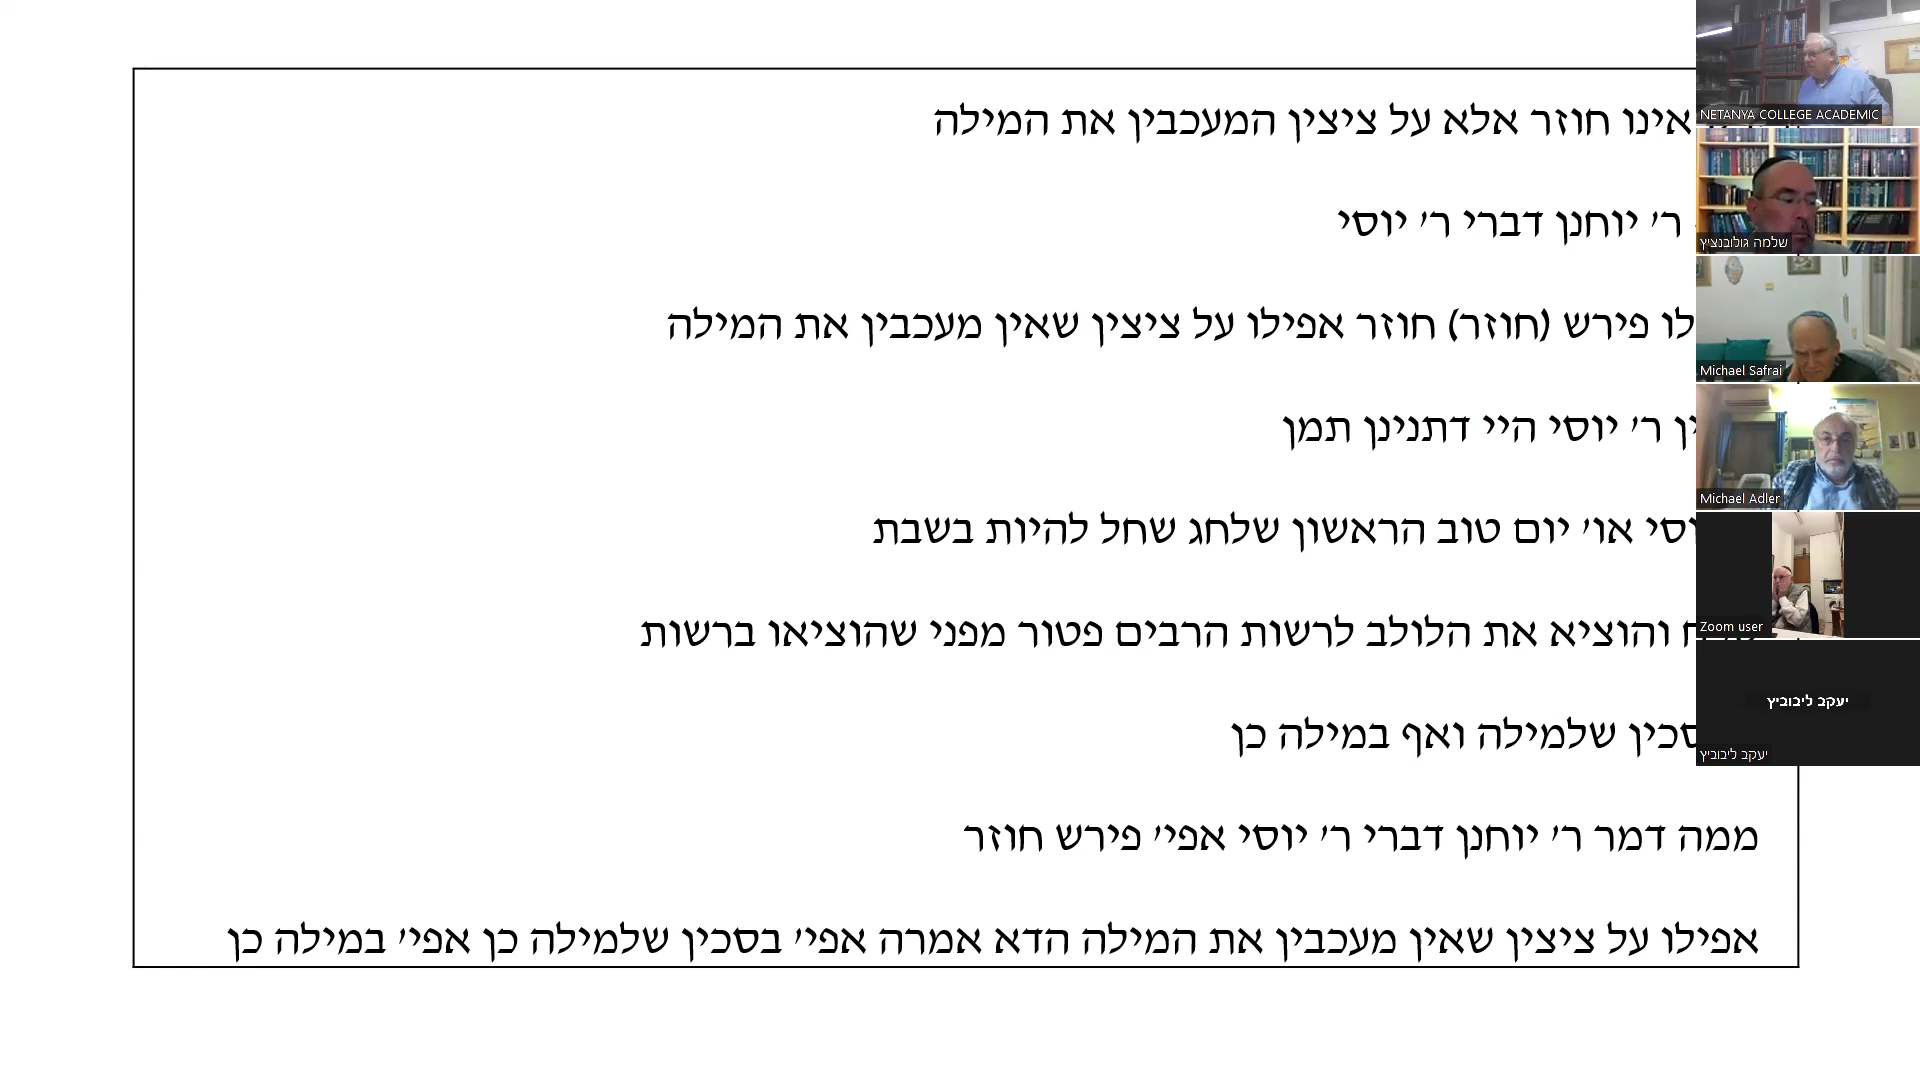 אינו חוזר אלא על ציצין המעכבין את המילה
ר׳ יוחנן דברי ר׳ יוסי
לו פירש (חוזר) חוזר אפילו על ציצין שאין מעכבין את המילה
ר׳ יוסי היי דתנינן תמן
וסי או׳ יום טוב הראשון שלחג שחל להיות בשבת
והוציא את הלולב לרשות הרבים פטור מפני שהוציאו ברשות
סכין שלמילה ואף במילה כן
ממה דמר ר׳ יוחנן דברי ר׳ יוסי אפי׳ פירש חוזר
אפילו על ציצין שאין מעכבין את המילה הדא אמרה אפי׳ בסכין שלמילה כן אפי׳ במילה כן
NETANYA COLLEGE ACADEMIC
שלמה גולובנציץ
Michael Safrai
Michael Adler
Zoom user
יעקב ליבוביץ
יעקב ליבוביץ